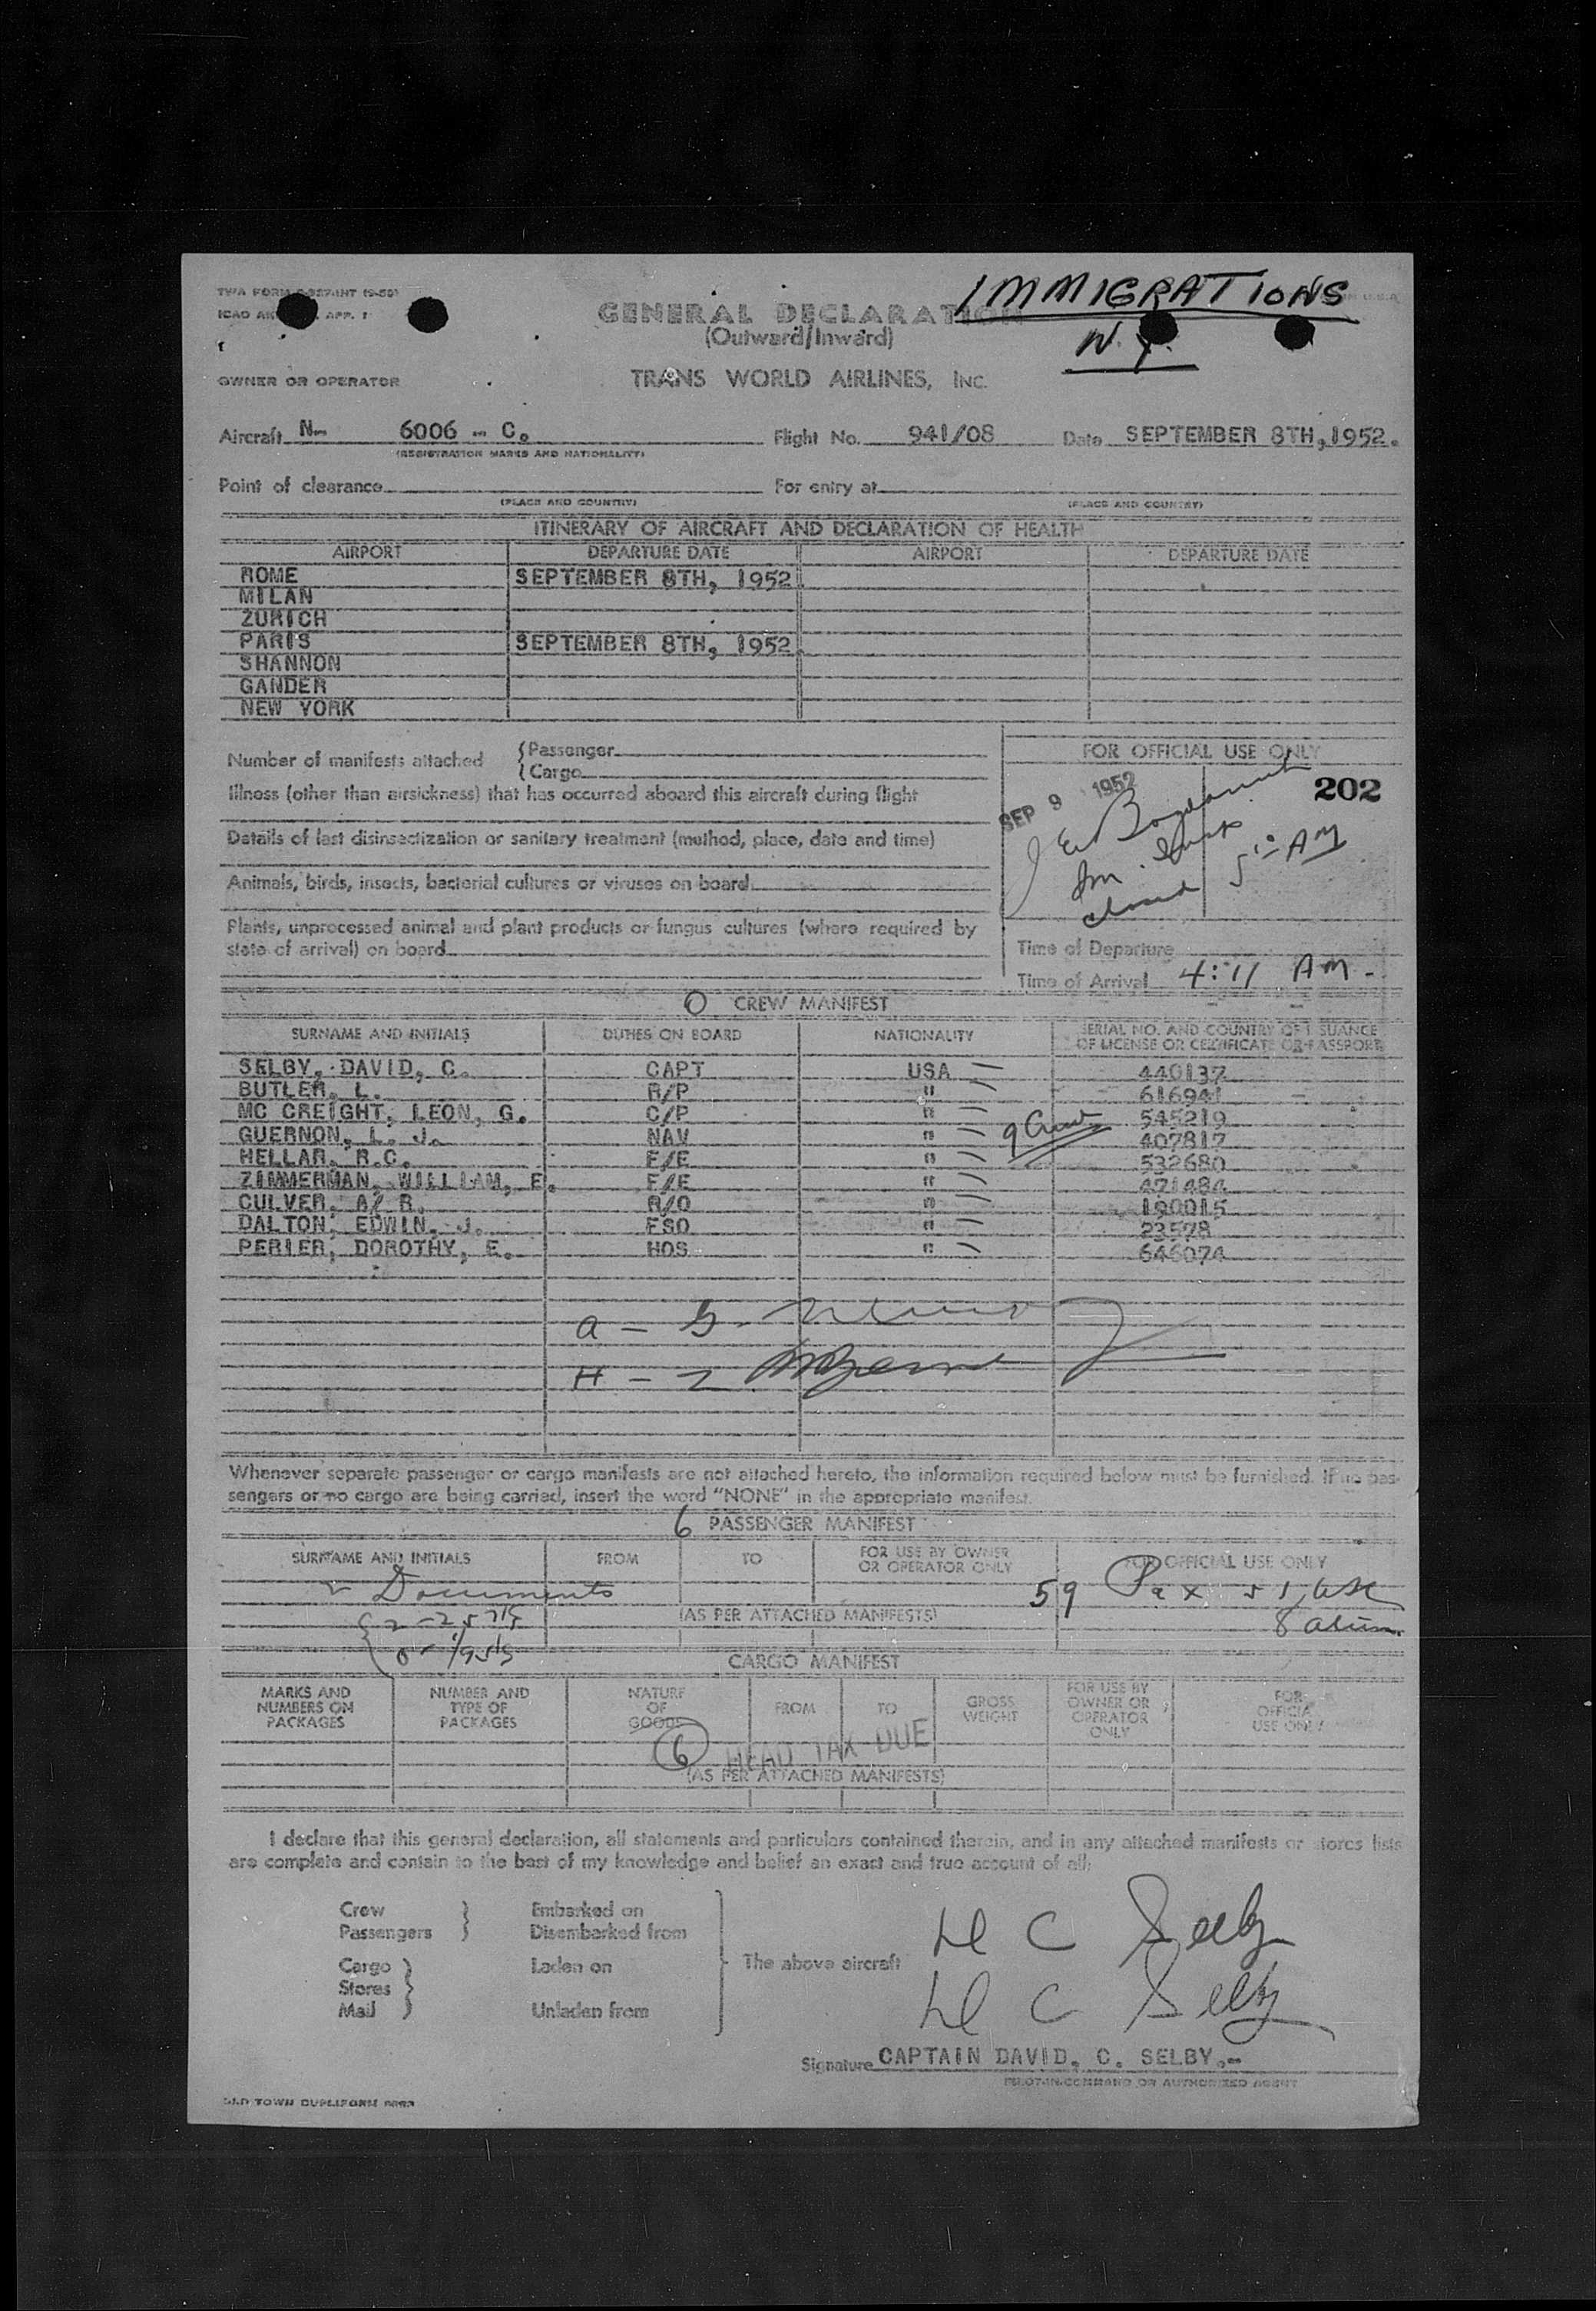 TWA FORM
ICAO APP. 1
IMMIGRATIONS
N.Y.
GENERAL DECLARATION
(Outward/Inward)
OWNER OR OPERATOR
TRANS WORLD AIRLINES, INC.
Aircraft N- 6006 - C. Flight No. 941/08 Date SEPTEMBER 8TH, 1952.
(REGISTRATION MARKS AND NATIONALITY)
Point of clearance For entry at
(PLACE AND COUNTRY) (PLACE AND COUNTRY)
ITINERARY OF AIRCRAFT AND DECLARATION OF HEALTH
AIRPORT DEPARTURE DATE AIRPORT DEPARTURE DATE
ROME SEPTEMBER 8TH, 1952
MILAN
ZURICH
PARIS SEPTEMBER 8TH, 1952.
SHANNON
GANDER
NEW YORK
Number of manifests attached { Passenger
{ Cargo
FOR OFFICIAL USE ONLY
SEP 9 1952
202
Illness (other than airsickness) that has occurred aboard this aircraft during flight
Details of last disinsectization or sanitary treatment (method, place, date and time)
closed 5:10 AM
Animals, birds, insects, bacterial cultures or viruses on board
Plants, unprocessed animal and plant products or fungus cultures (where required by
state of arrival) on board
Time of Departure
Time of Arrival 4:11 AM.
CREW MANIFEST
SURNAME AND INITIALS DUTIES ON BOARD NATIONALITY SERIAL NO. AND COUNTRY OF ISSUANCE
OF LICENSE OR CERTIFICATE OR PASSPORT
SELBY, DAVID, C. CAPT USA 440137
BUTLER, L. R/P " 616941
MC CREIGHT, LEON, G. C/P " 545219
GUERNON, L. J. NAV " 9 Crew 407817
HELLAR, R.C. F/E " 532680
ZIMMERMAN, WILLIAM, E. F/E " 471484
CULVER, A/ R. R/O " 190015
DALTON, EDWIN, J. FSO " 23578
PERIER, DOROTHY, E. HOS " 646074
Whenever separate passenger or cargo manifests are not attached hereto, the information required below must be furnished. If no pas-
sengers or no cargo are being carried, insert the word "NONE" in the appropriate manifest.
6 PASSENGER MANIFEST
SURNAME AND INITIALS FROM TO FOR USE BY OWNER
OR OPERATOR ONLY FOR OFFICIAL USE ONLY
Documents
59 Pax
(AS PER ATTACHED MANIFESTS)
CARGO MANIFEST
MARKS AND
NUMBERS ON
PACKAGES NUMBER AND
TYPE OF
PACKAGES NATURE
OF
GOODS FROM TO GROSS
WEIGHT FOR USE BY
OWNER OR
OPERATOR
ONLY FOR
OFFICIAL
USE ONLY
6 HEAD TAX DUE
(AS PER ATTACHED MANIFESTS)
I declare that this general declaration, all statements and particulars contained therein, and in any attached manifests or stores lists
are complete and contain to the best of my knowledge and belief an exact and true account of all:
Crew } Embarked on
Passengers } Disembarked from
Cargo } Laden on
Stores }
Mail } Unladen from
The above aircraft
D C Selby
D C Selby
Signature CAPTAIN DAVID, C. SELBY.-
PILOT-IN-COMMAND OR AUTHORIZED AGENT
OLD TOWN DUPLIFORM